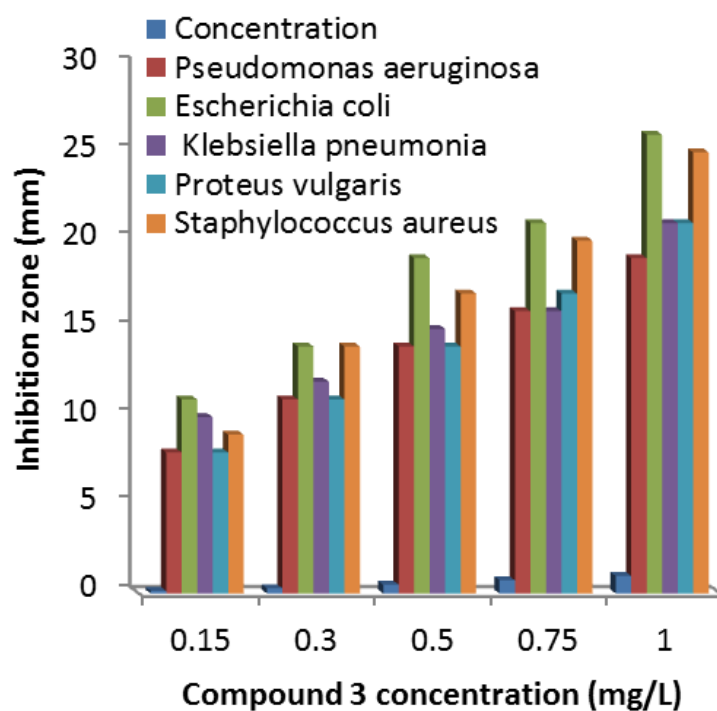 Concentration
Pseudomonas aeruginosa
Escherichia coli
Klebsiella pneumonia
Proteus vulgaris
Staphylococcus aureus
30
25
20
15
10
5
0
Inhibition zone (mm)
0.15 0.3 0.5 0.75 1
Compound 3 concentration (mg/L)